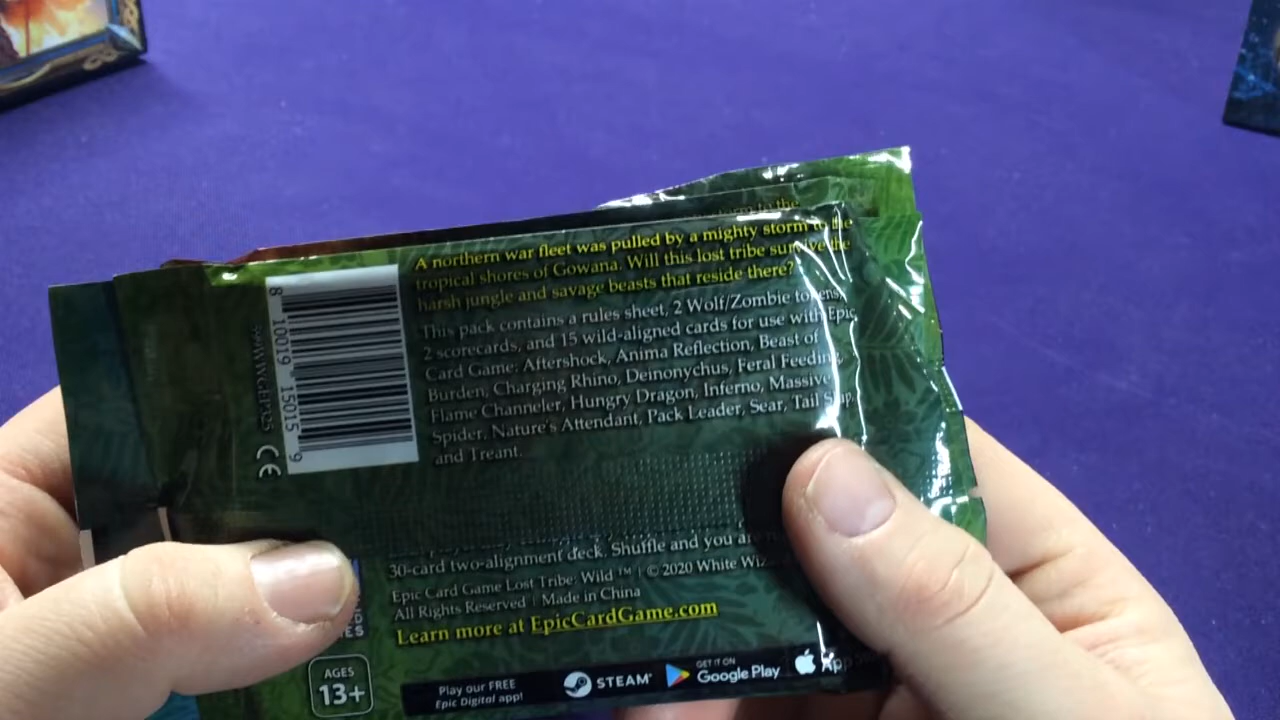 A northern war fleet was pulled by a mighty storm to the
tropical shores of Gowana. Will this lost tribe survive the
harsh jungle and savage beasts that reside there?
This pack contains a rules sheet, 2 Wolf/Zombie tokens,
2 scorecards, and 15 wild-aligned cards for use with Epic
Card Game: Aftershock, Anima Reflection, Beast of
Burden, Charging Rhino, Deinonychus, Feral Feeding,
Flame Channeler, Hungry Dragon, Inferno, Massive
Spider, Nature's Attendant, Pack Leader, Sear, Tail Slap,
and Treant.
8 10019 15015 9
CE
30-card two-alignment deck. Shuffle and you are
Epic Card Game Lost Tribe: Wild ™ | © 2020 White
All Rights Reserved | Made in China
Learn more at EpicCardGame.com
AGES
13+
Play our FREE
Epic Digital app!
STEAM
GET IT ON
Google Play
App